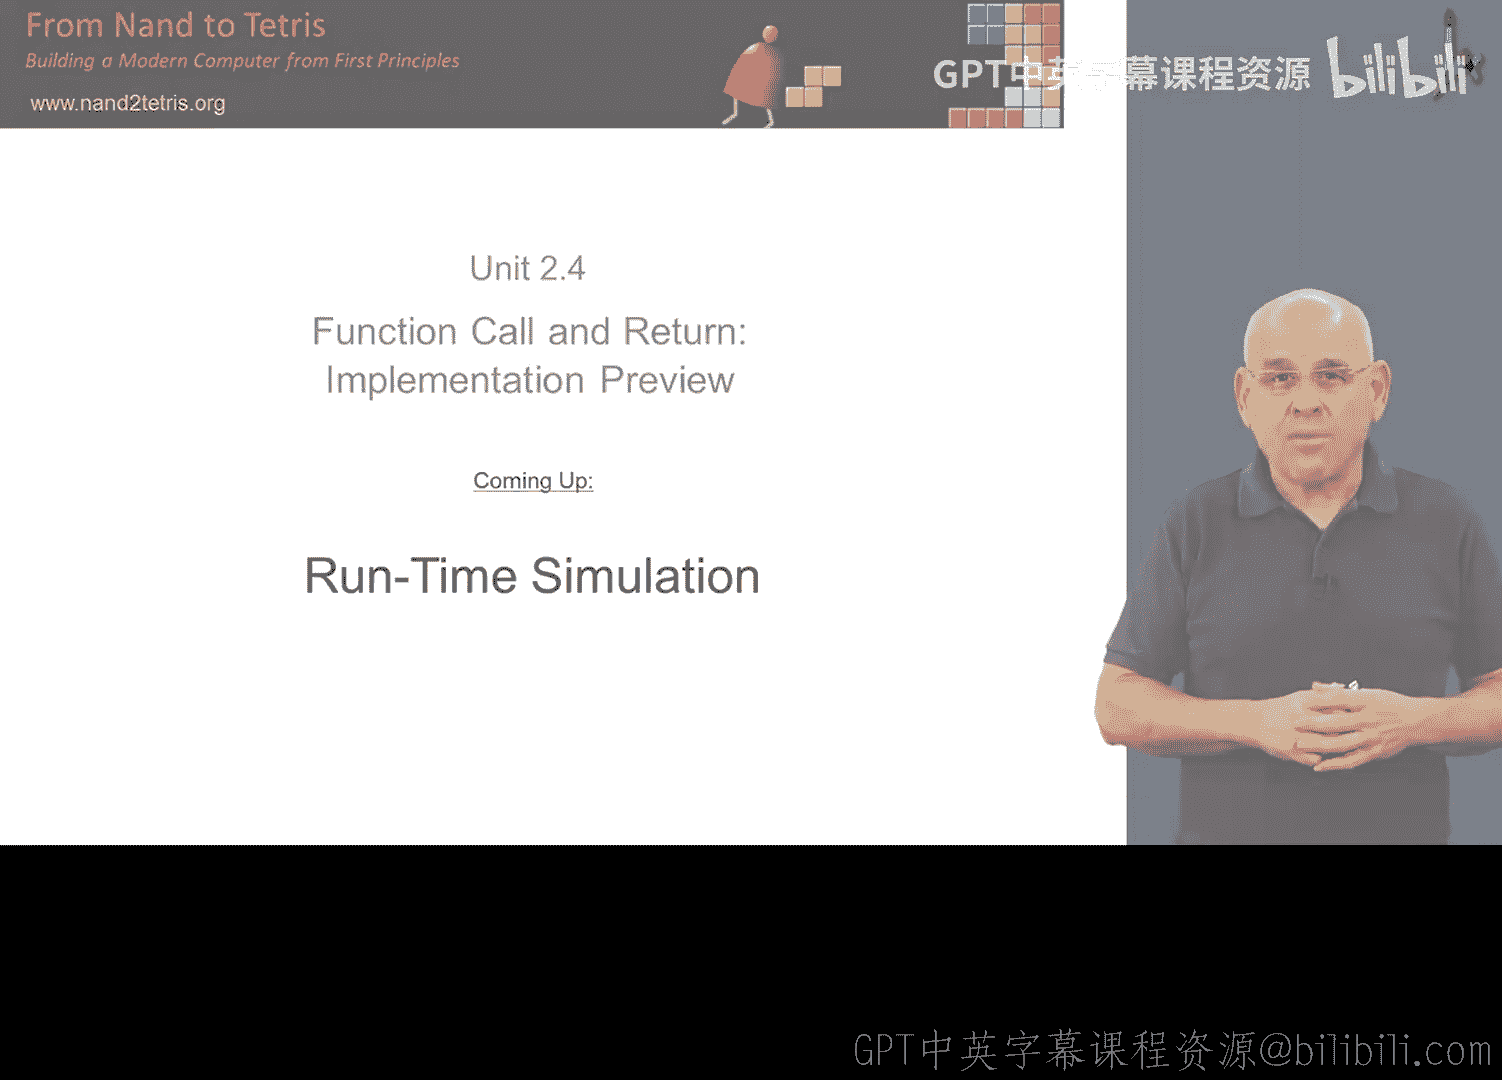 From Nand to Tetris
Building a Modern Computer from First Principles
www.nand2tetris.org
GPT中英字幕课程资源 bilibili
Unit 2.4
Function Call and Return:
Implementation Preview
Coming Up:
Run-Time Simulation
GPT中英字幕课程资源@bilibili.com